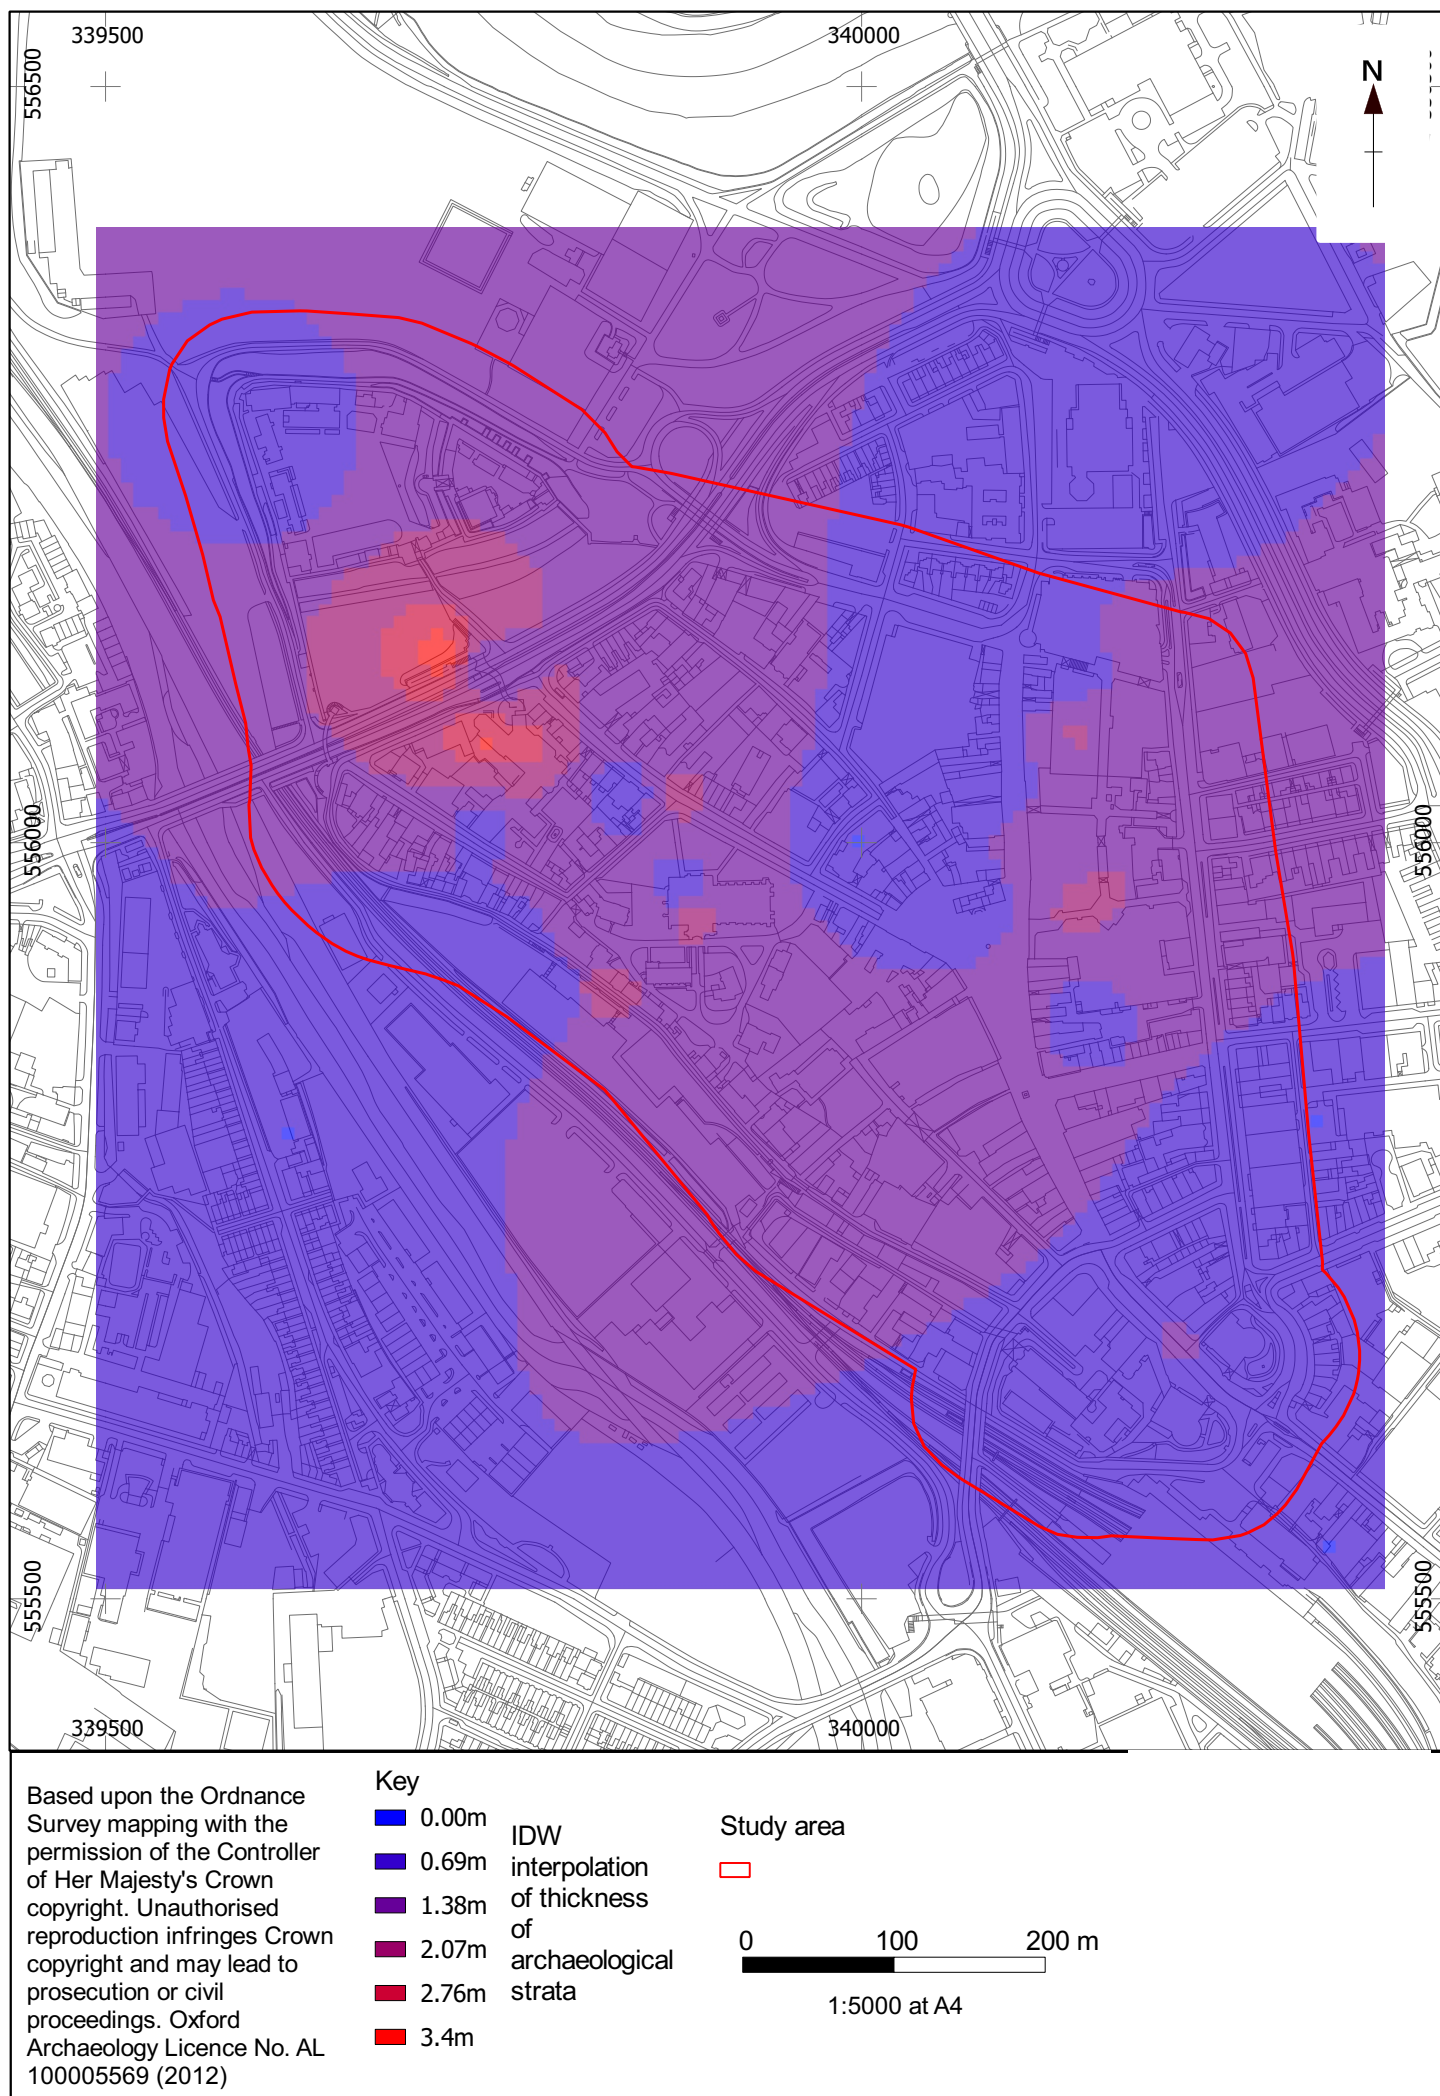 339500
340000
556500
N
556000
556000
555500
555500
339500
340000
Based upon the Ordnance
Survey mapping with the
permission of the Controller
of Her Majesty's Crown
copyright. Unauthorised
reproduction infringes Crown
copyright and may lead to
prosecution or civil
proceedings. Oxford
Archaeology Licence No. AL
100005569 (2012)
Key
0.00m
0.69m
1.38m
2.07m
2.76m
3.4m
IDW
interpolation
of thickness
of
archaeological
strata
Study area
0 100 200 m
1:5000 at A4